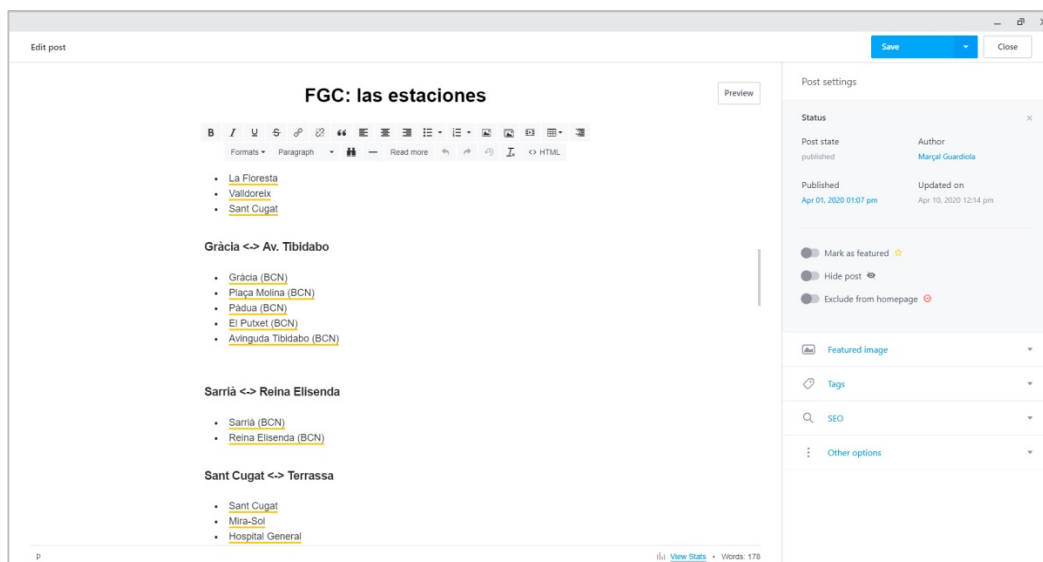 Edit post
Save
Close
FGC: las estaciones
Preview
B I U S
Formats Paragraph Read more Ix <> HTML
La Floresta
Valldoreix
Sant Cugat
Gràcia <-> Av. Tibidabo
Gràcia (BCN)
Plaça Molina (BCN)
Pàdua (BCN)
El Putxet (BCN)
Avinguda Tibidabo (BCN)
Sarrià <-> Reina Elisenda
Sarrià (BCN)
Reina Elisenda (BCN)
Sant Cugat <-> Terrassa
Sant Cugat
Mira-Sol
Hospital General
P
View Stats • Words: 178
Post settings
Status
Post state Author
published Marçal Guardiola
Published Updated on
Apr 01, 2020 01:07 pm Apr 10, 2020 12:14 pm
Mark as featured
Hide post
Exclude from homepage
Featured image
Tags
SEO
Other options